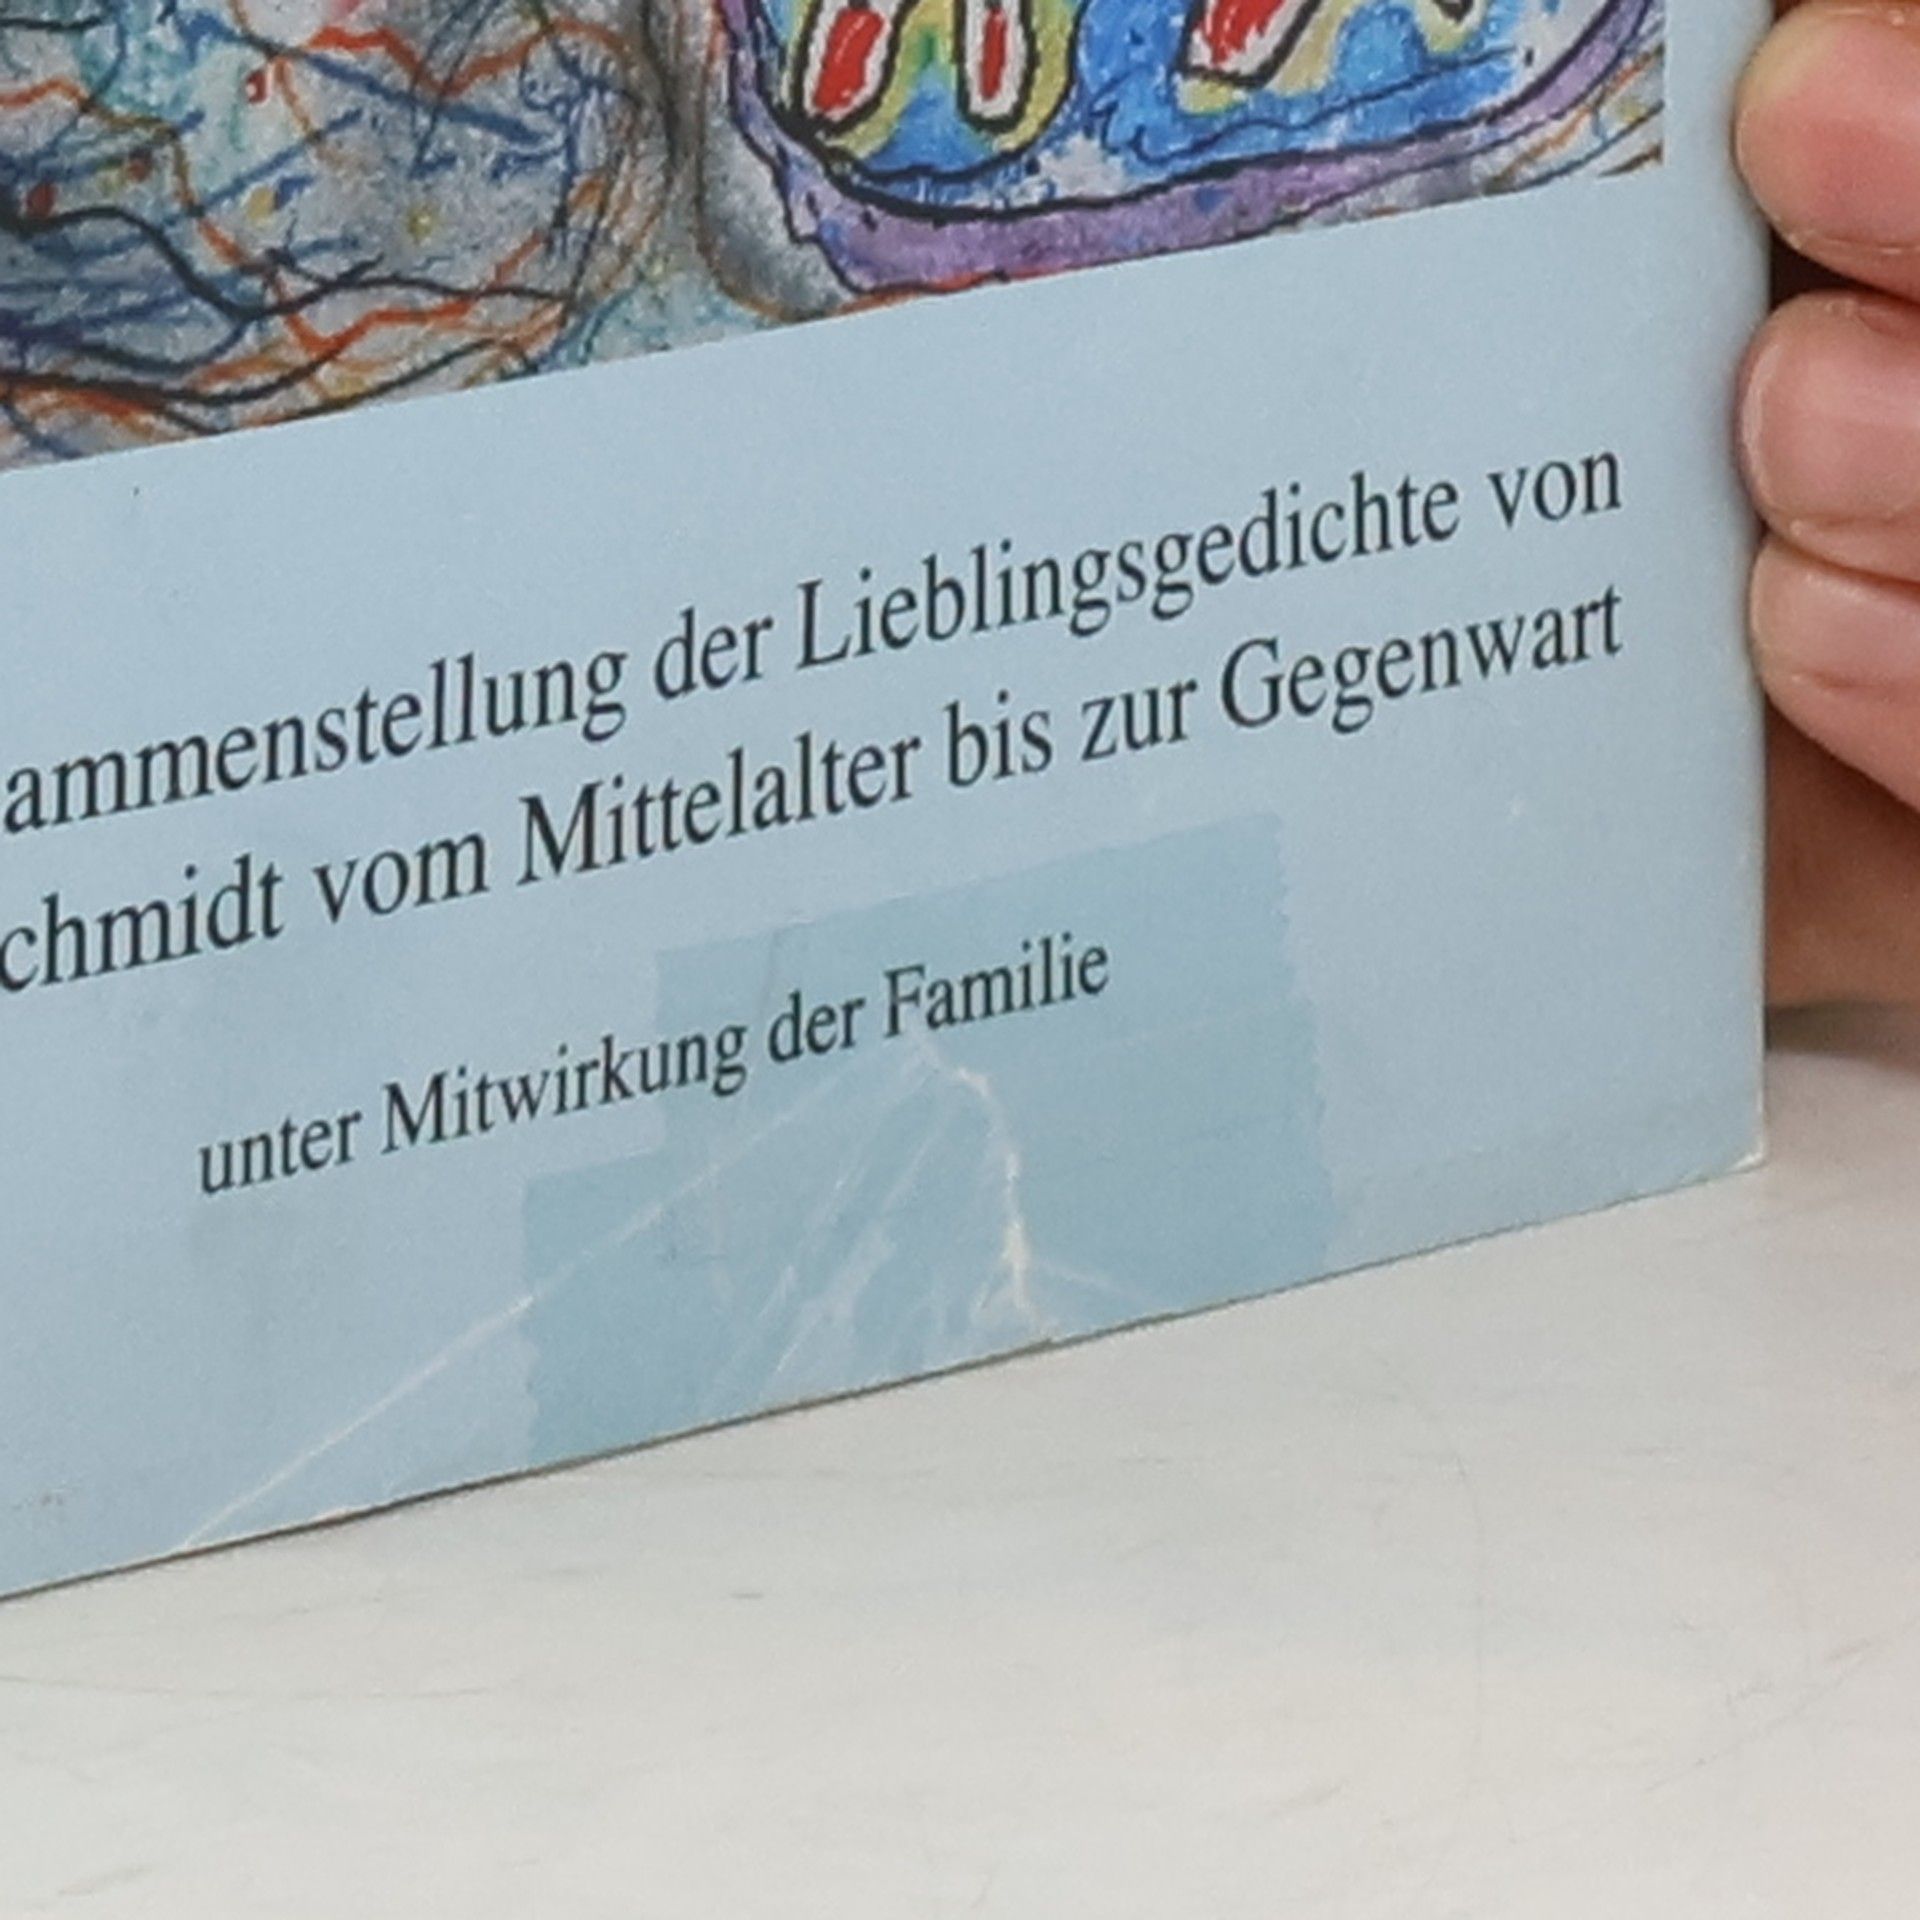 ammenstellung der Lieblingsgedichte von
chmidt vom Mittelalter bis zur Gegenwart
unter Mitwirkung der Familie